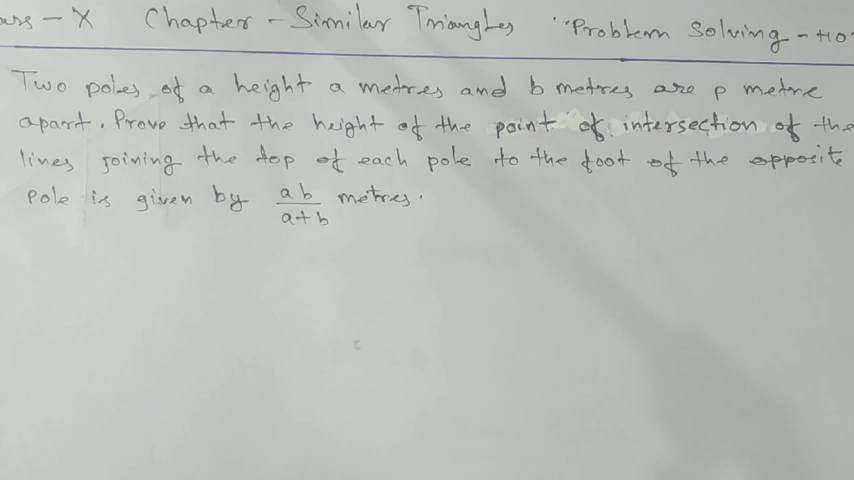 Chapter - Similar Triangles "Problem Solving - HO
Two poles of a height a metres and b metres are p metre
apart. Prove that the height of the point of intersection of the
lines joining the top of each pole to the foot of the opposite
pole is given by ab/a+b metres.